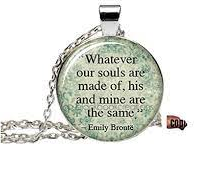 "Whatever
our souls are
made of, his
and mine are
the same"
- Emily Brontë